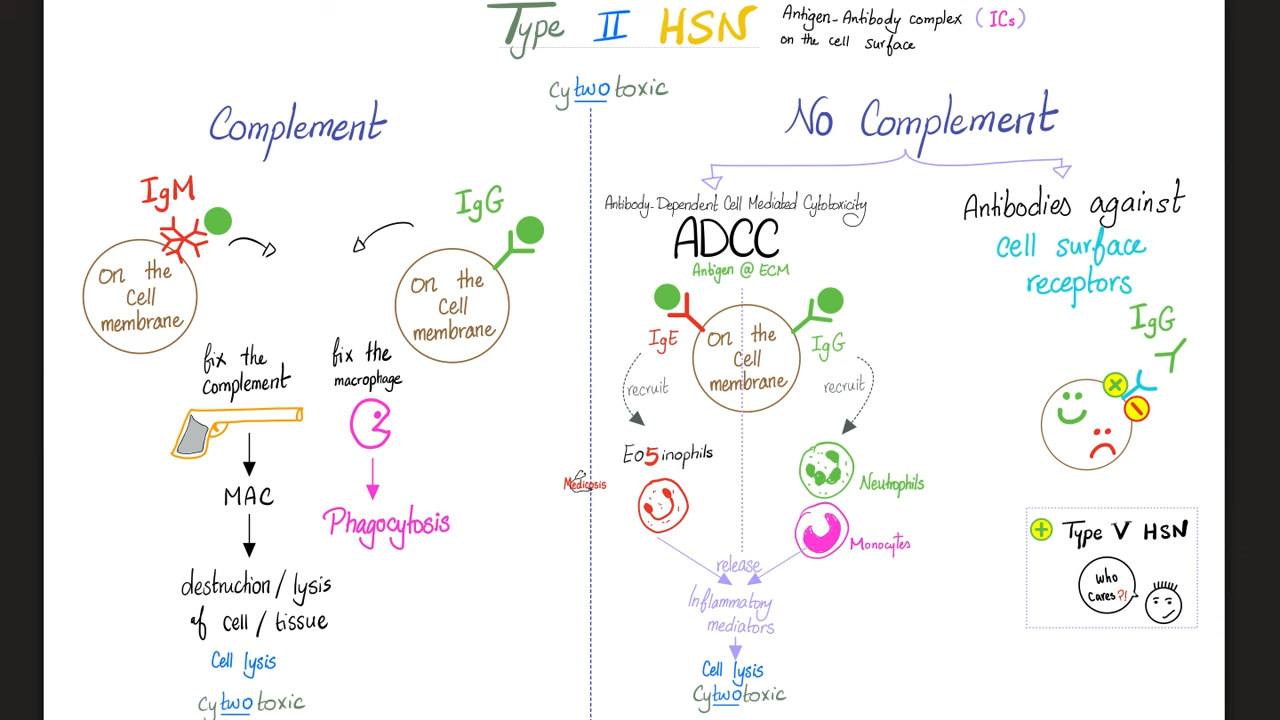 Type II HSN
Antigen-Antibody complex (ICs)
on the cell surface
Cytwotoxic
Complement
IgM
on the
Cell
membrane
IgG
on the
Cell
membrane
fix the
complement
MAC
destruction/lysis
of cell/tissue
Cell lysis
Cytwotoxic
fix the
macrophage
Phagocytosis
No Complement
Antibody-Dependent Cell Mediated Cytotoxicity
ADCC
Antigen @ ECM
IgE
on the
Cell
membrane
IgG
recruit
recruit
Eo5inophils
Medicosis
Neutrophils
Monocytes
release
Inflammatory
mediators
Cell lysis
Cytwotoxic
Antibodies against
cell surface
receptors
IgG
+ Type V HSN
who
cares?!